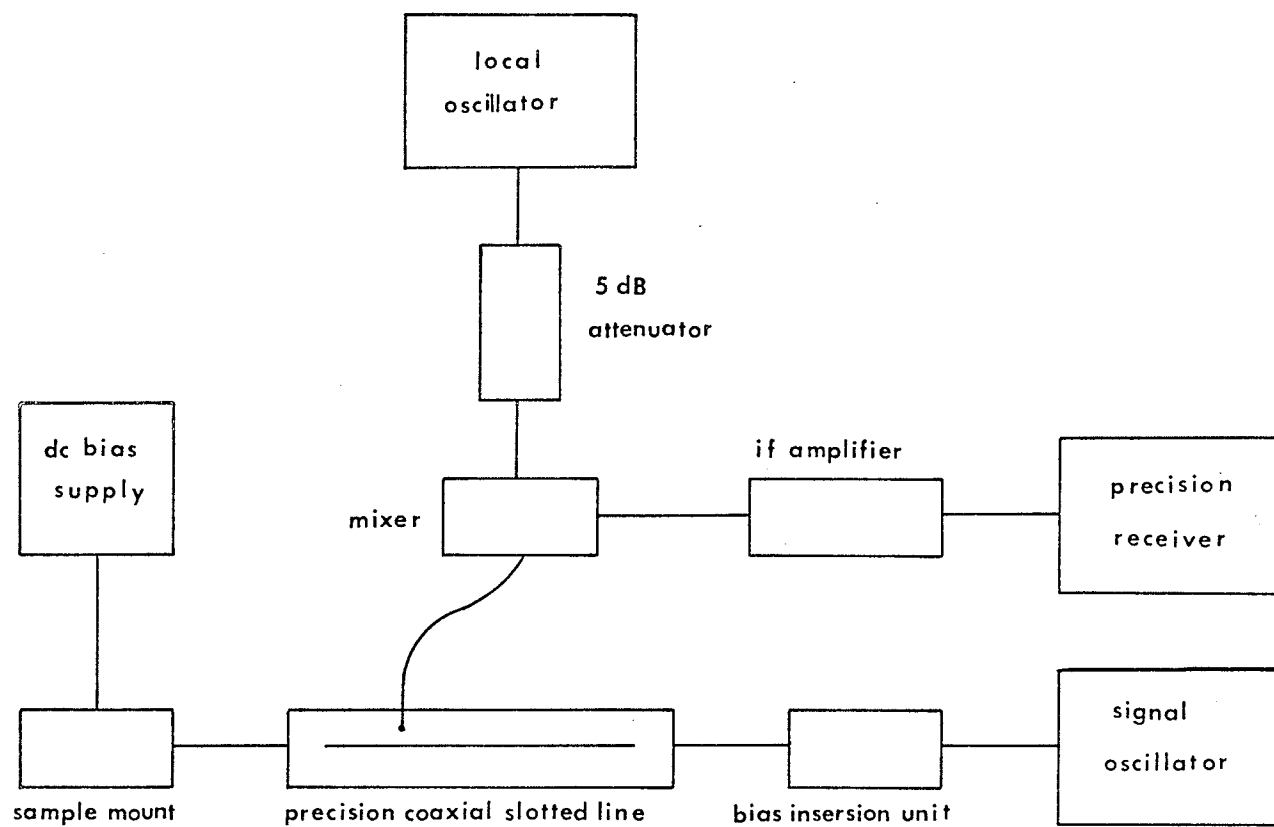 local
oscillator
5 dB
attenuator
dc bias
supply
mixer
if amplifier
precision
receiver
signal
oscillator
sample mount
precision coaxial slotted line
bias insersion unit